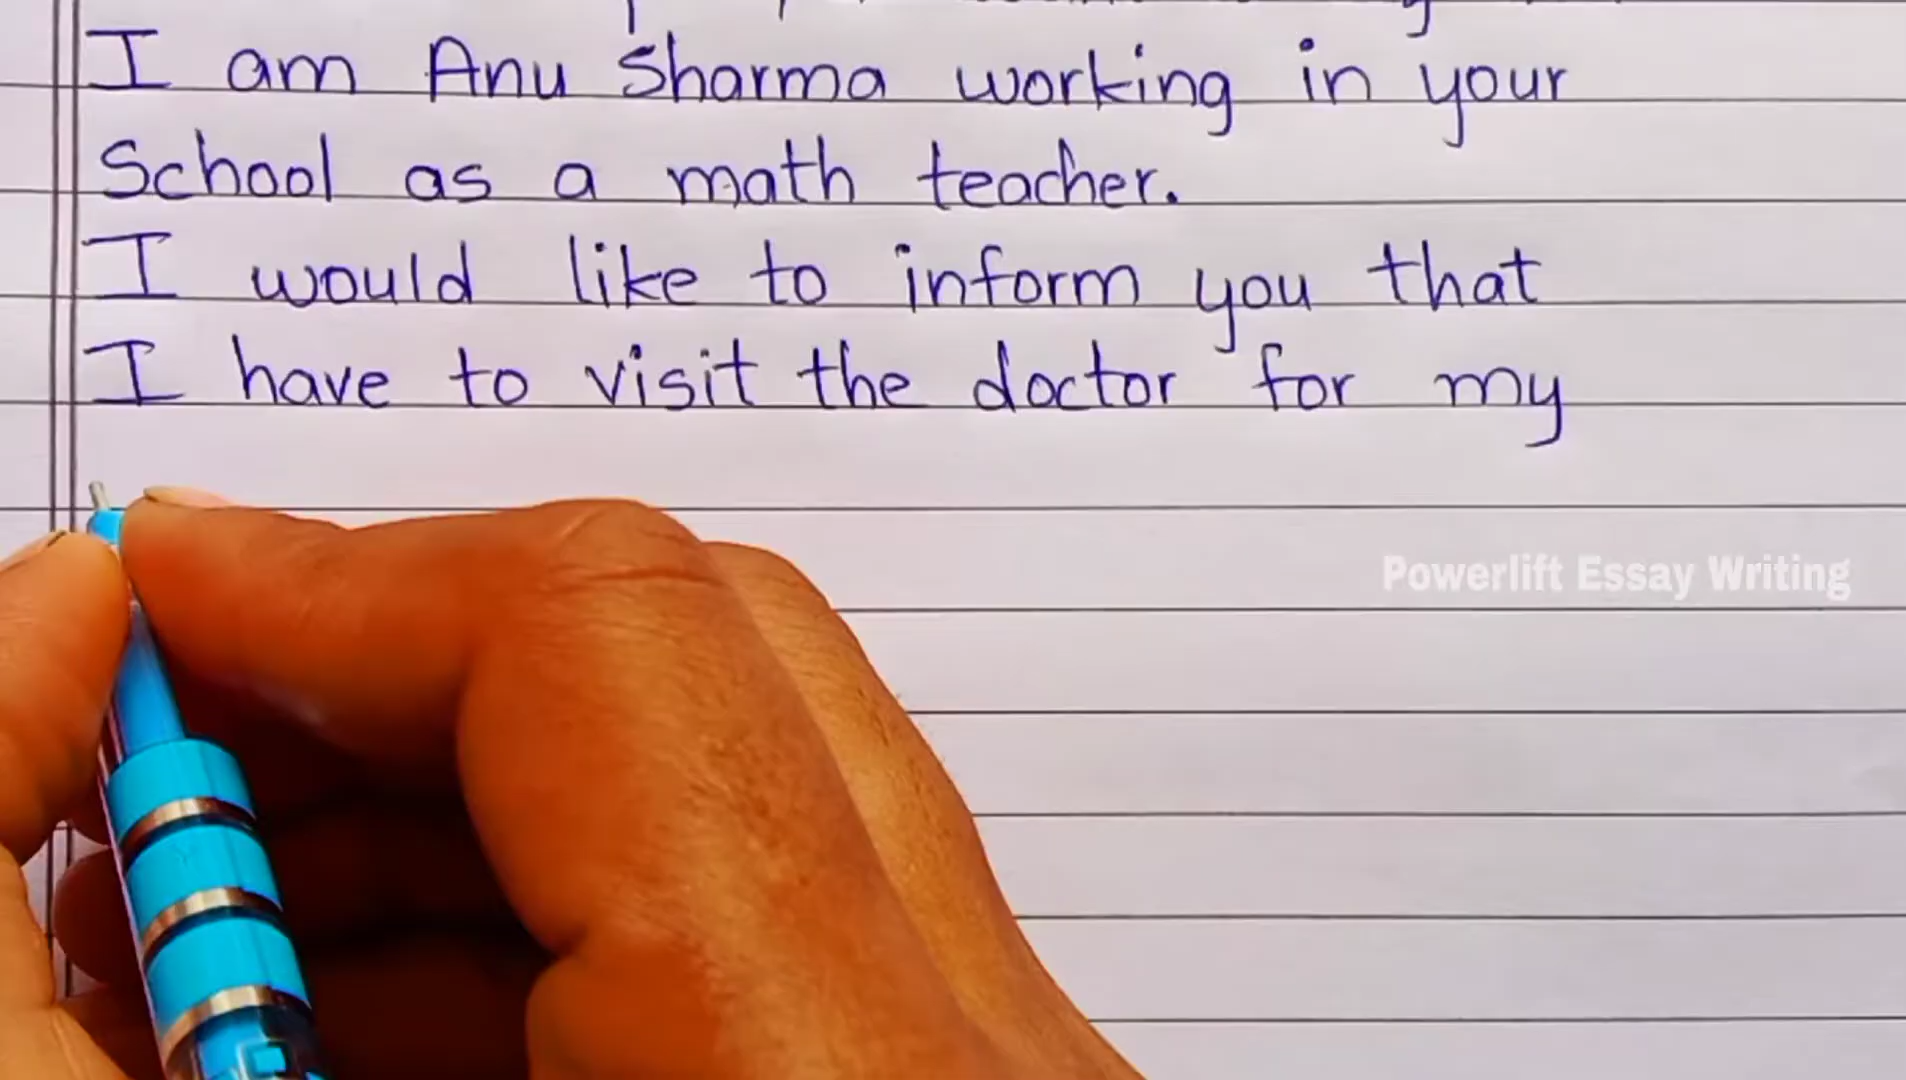 I am Anu Sharma working in your
School as a math teacher.
I would like to inform you that
I have to visit the doctor for my
Powerlift Essay Writing